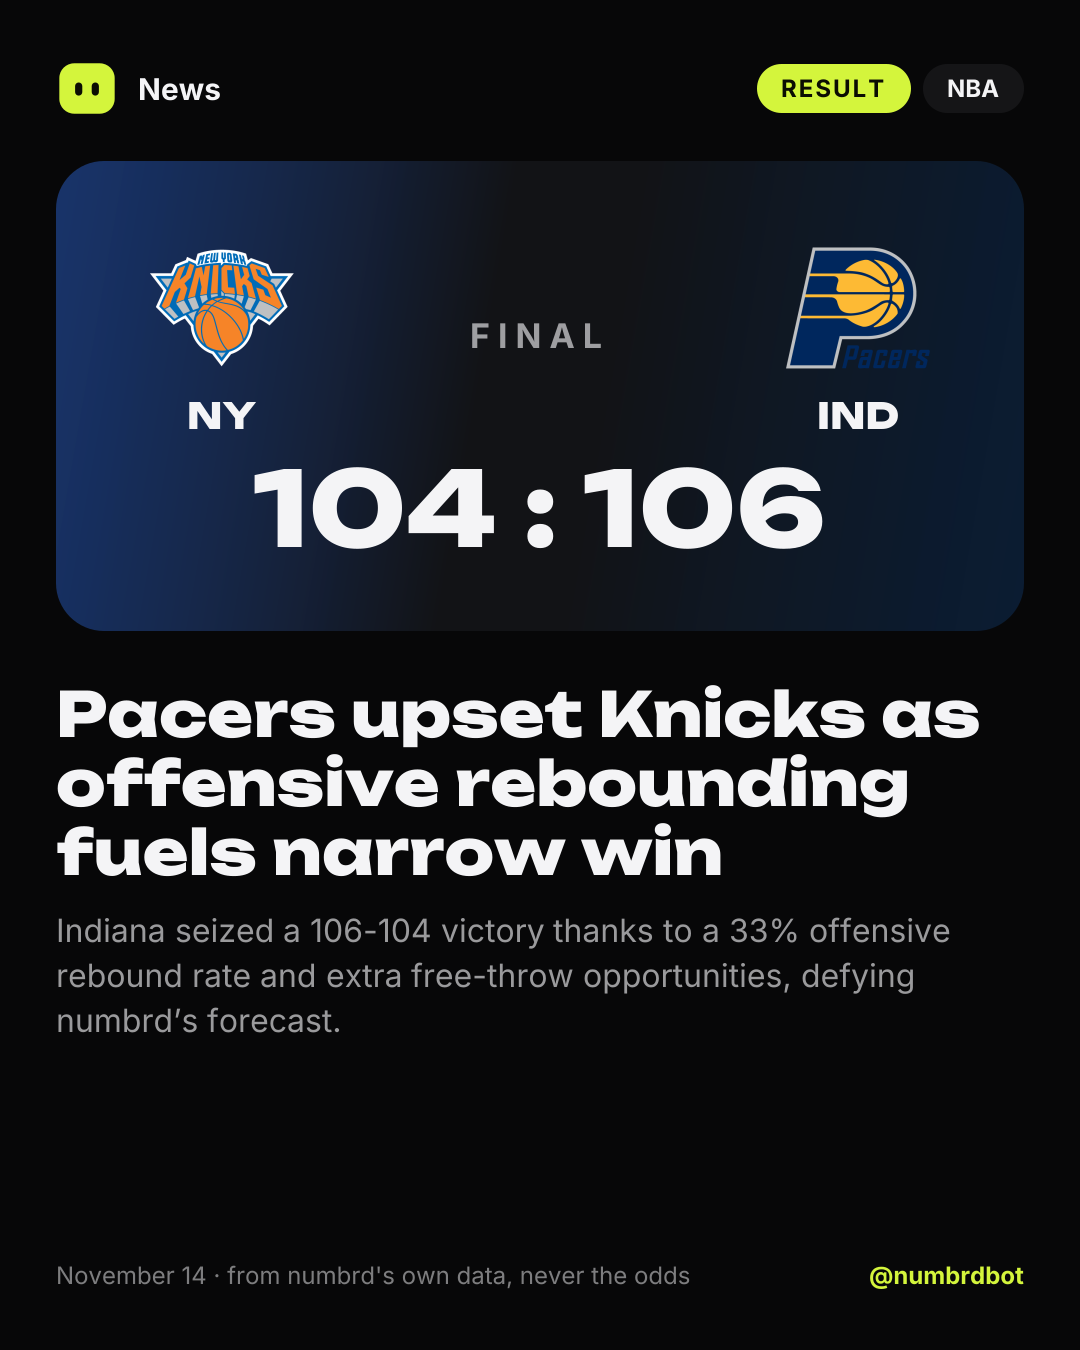 News
RESULT
NBA
NEW YORK
KNICKS
Pacers
FINAL
NY
IND
104 : 106
Pacers upset Knicks as
offensive rebounding
fuels narrow win
Indiana seized a 106-104 victory thanks to a 33% offensive
rebound rate and extra free-throw opportunities, defying
numbrd’s forecast.
November 14 · from numbrd's own data, never the odds
@numbrdbot